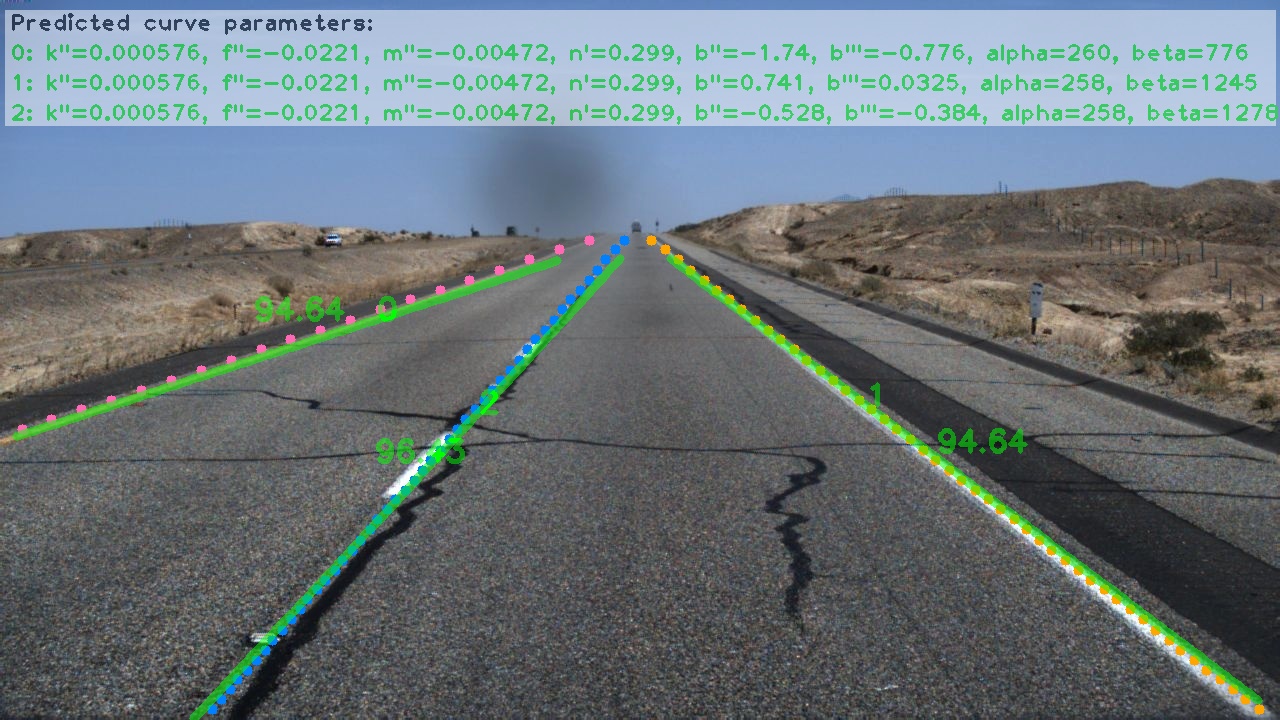 Predicted curve parameters:
0: k''=0.000576, f''=-0.0221, m''=-0.00472, n'=0.299, b''=-1.74, b'''=-0.776, alpha=260, beta=776
1: k''=0.000576, f''=-0.0221, m''=-0.00472, n'=0.299, b''=0.741, b'''=0.0325, alpha=258, beta=1245
2: k''=0.000576, f''=-0.0221, m''=-0.00472, n'=0.299, b''=-0.528, b'''=-0.384, alpha=258, beta=1278
94.64 0
2
1
94.64